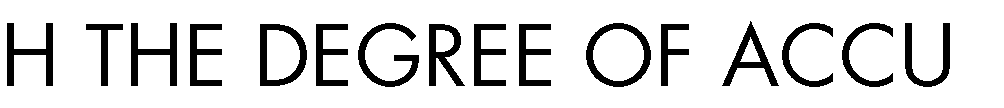 H THE DEGREE OF ACCU